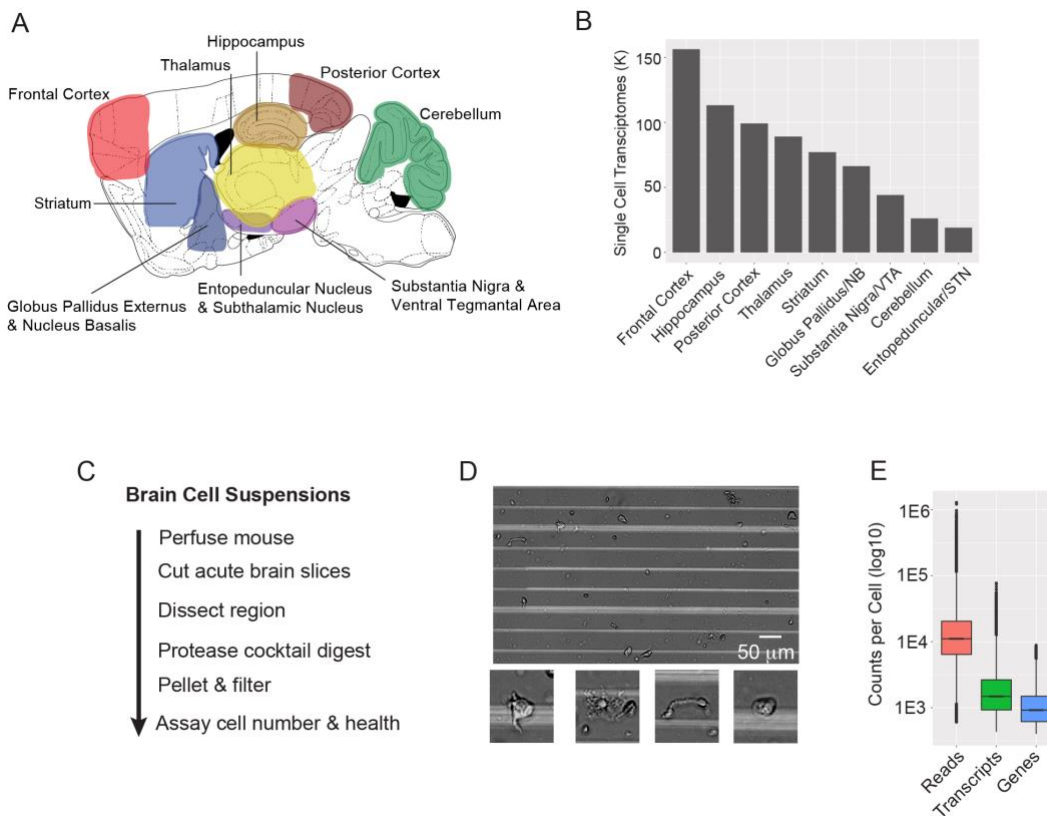 A
Hippocampus
Thalamus
Posterior Cortex
Frontal Cortex
Cerebellum
Striatum
Globus Pallidus Externus
& Nucleus Basalis
Entopeduncular Nucleus
& Subthalamic Nucleus
Substantia Nigra &
Ventral Tegmental Area
B
Single Cell Transciptomes (K)
150
100
50
0
Frontal Cortex
Hippocampus
Posterior Cortex
Thalamus
Striatum
Globus Pallidus/NB
Substantia Nigra/VTA
Cerebellum
Entopeduncular/STN
C
Brain Cell Suspensions
Perfuse mouse
Cut acute brain slices
Dissect region
Protease cocktail digest
Pellet & filter
Assay cell number & health
D
50 μm
E
Counts per Cell (log10)
1E6
1E5
1E4
1E3
Reads
Transcripts
Genes